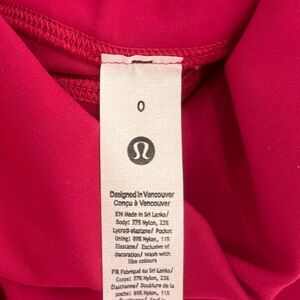 0
Designed in Vancouver
Conçu à Vancouver
EN Made in Sri Lanka/
Body: 77% Nylon, 23%
Lycra® elastane/ Pocket
lining: 89% Nylon, 11%
Elastane/ Exclusive of
decoration/ Wash with
like colours
FR Fabriqué au Sri Lanka/
Corps: 77% Nylon, 23%
Élasthanne/ Doublure de
poche: 89% Nylon, 11%